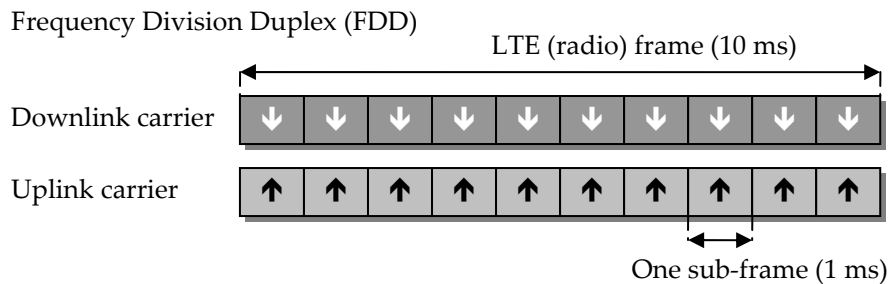 Frequency Division Duplex (FDD)
LTE (radio) frame (10 ms)
Downlink carrier
Uplink carrier
One sub-frame (1 ms)